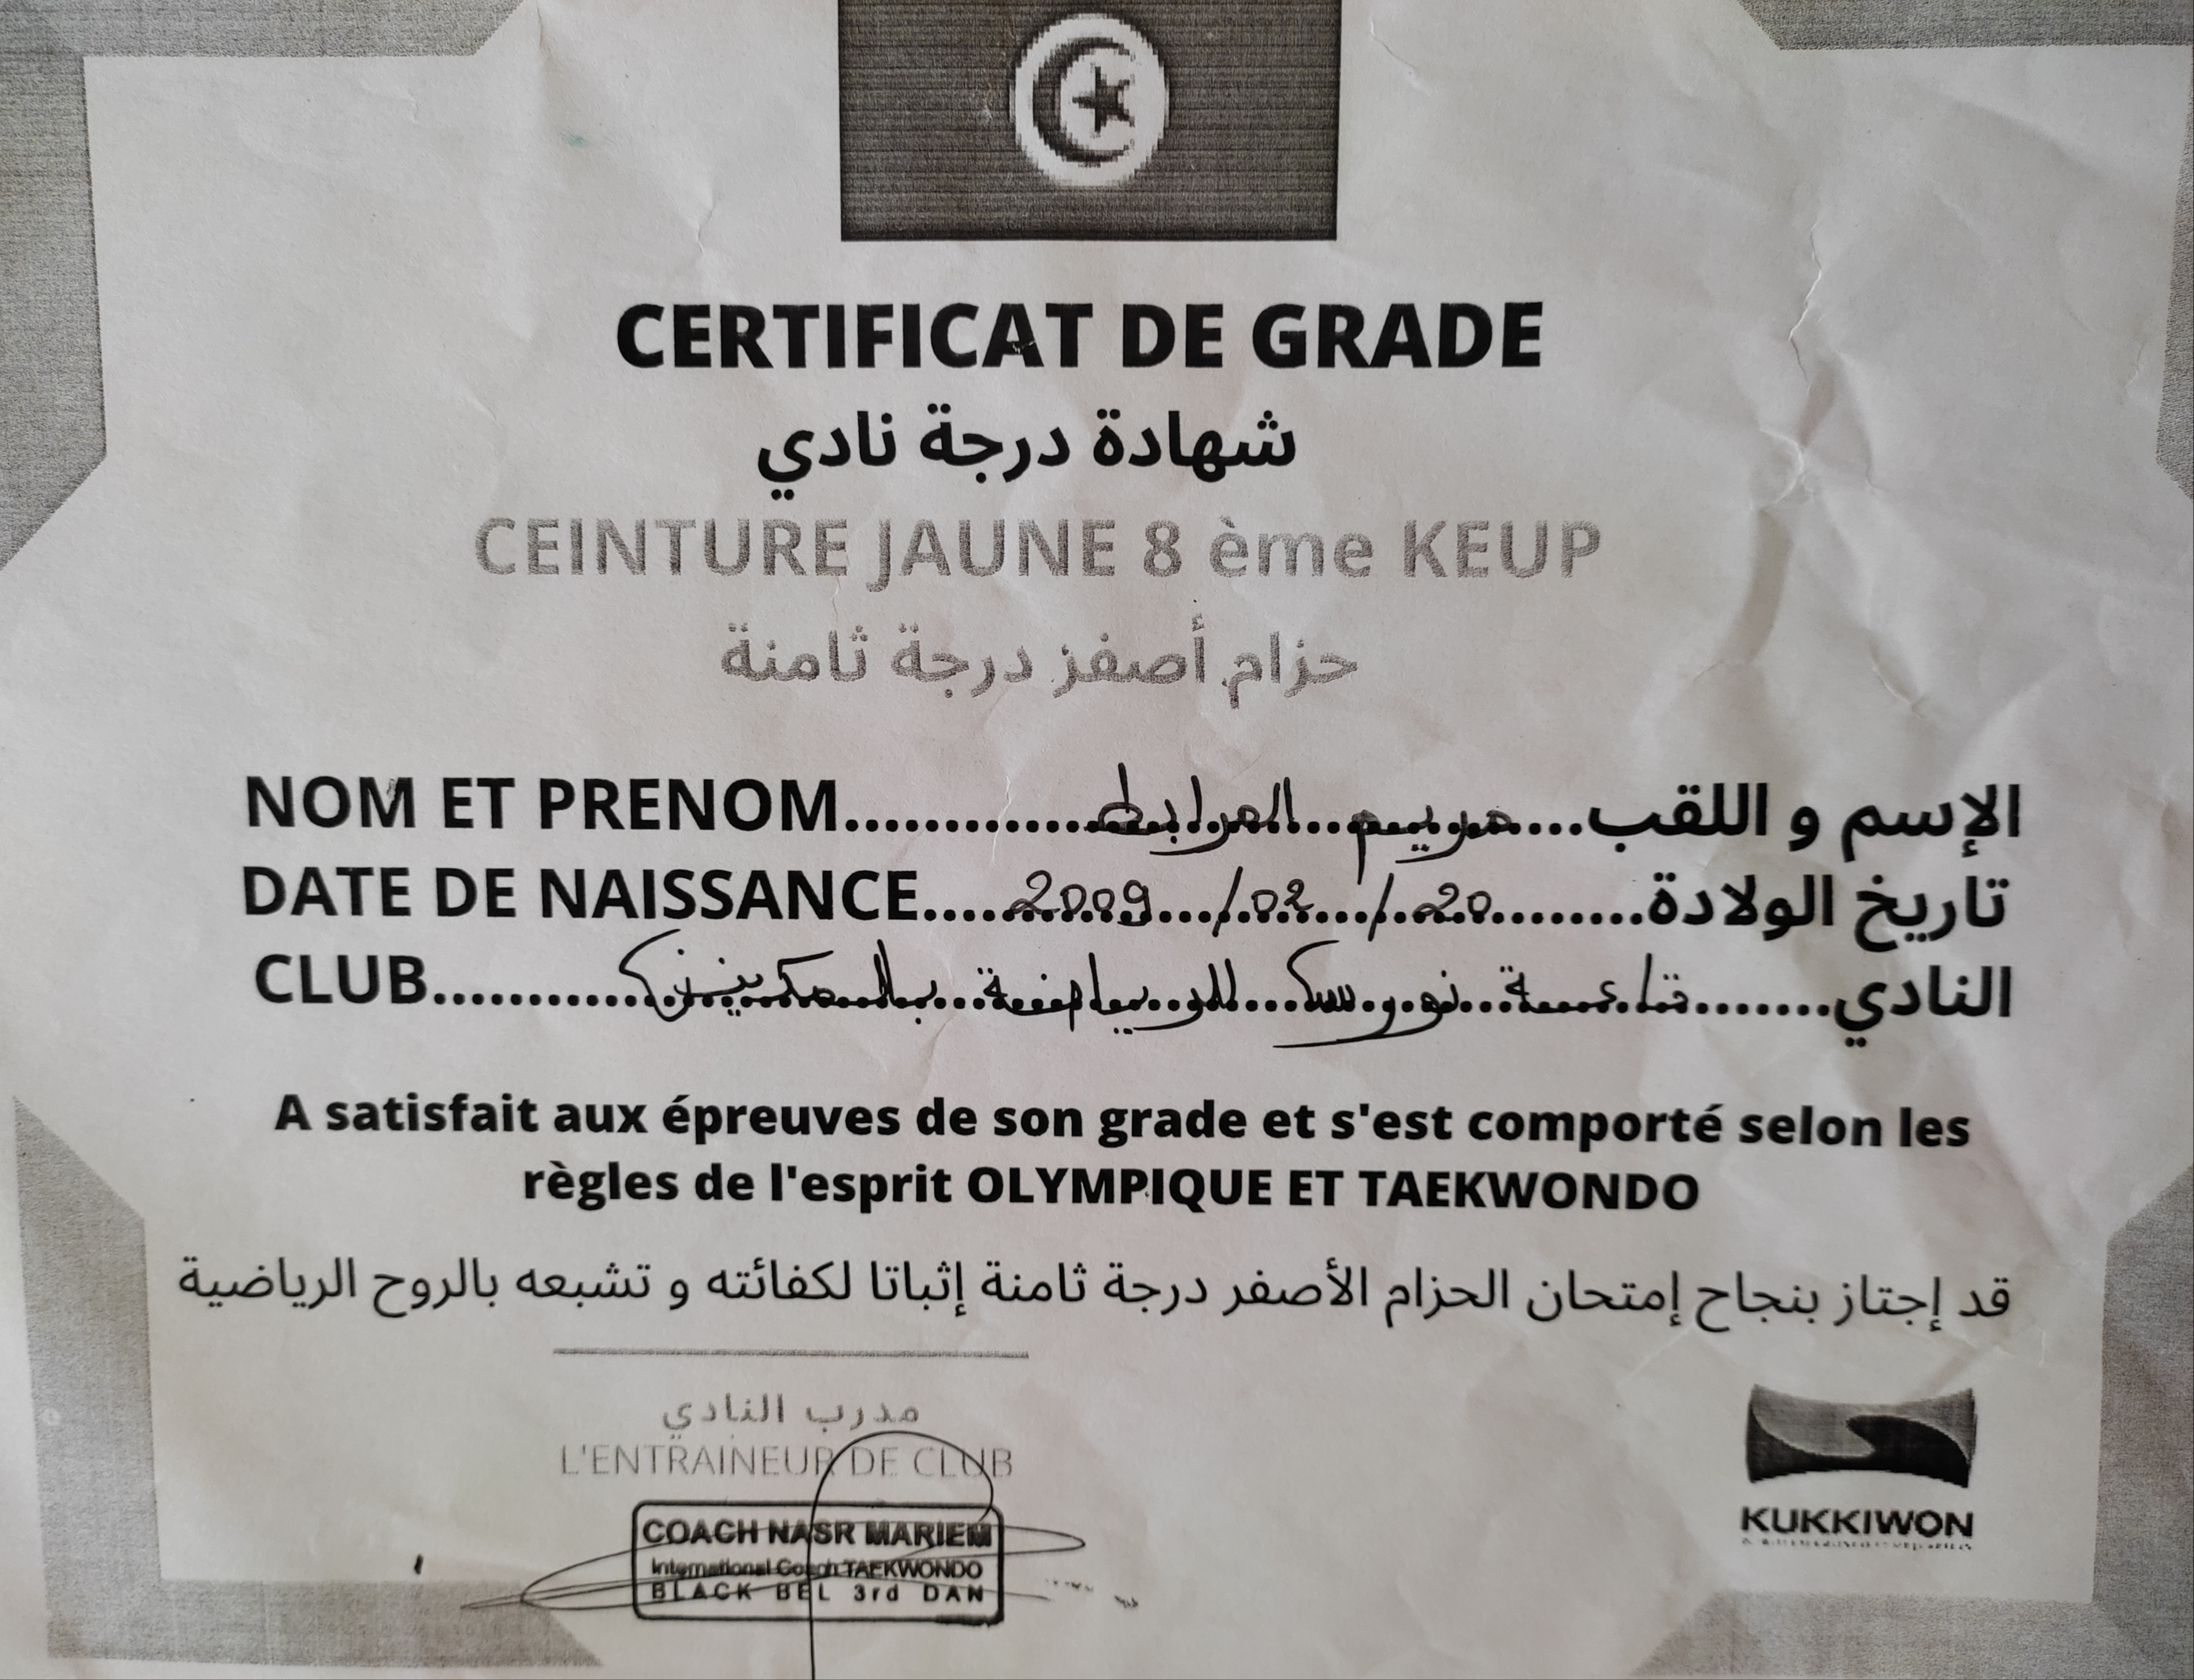 CERTIFICAT DE GRADE
شهادة درجة نادي
CEINTURE JAUNE 8 ème KEUP
حزام أصفز درجة ثامنة
NOM ET PRENOM.............مريم المرابط.....الإسم و اللقب
DATE DE NAISSANCE.....20/02/2009.........تاريخ الولادة
CLUB...........قاعة نورسك للرياضة بالمكنين.......النادي
A satisfait aux épreuves de son grade et s'est comporté selon les
règles de l'esprit OLYMPIQUE ET TAEKWONDO
قد إجتاز بنجاح إمتحان الحزام الأصفر درجة ثامنة إثباتا لكفائته و تشبعه بالروح الرياضية
مدرب النادي
L'ENTRAINEUR DE CLUB
COACH NASR MARIEM
International Coach TAEKWONDO
BLACK BEL 3rd DAN
KUKKIWON